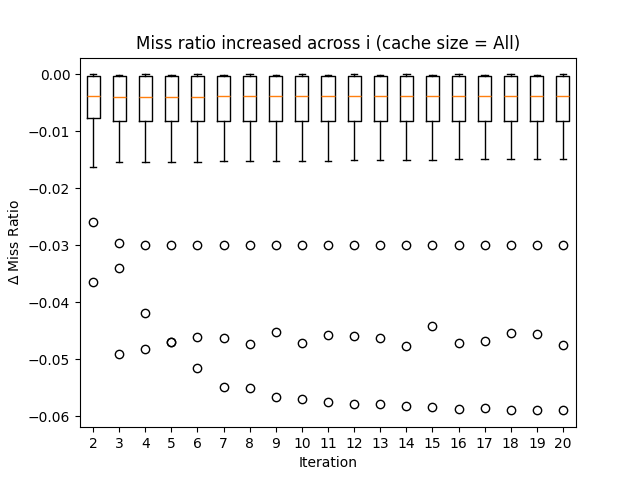 Miss ratio increased across i (cache size = All)
0.00
−0.01
−0.02
−0.03
−0.04
−0.05
−0.06
Δ Miss Ratio
2 3 4 5 6 7 8 9 10 11 12 13 14 15 16 17 18 19 20
Iteration